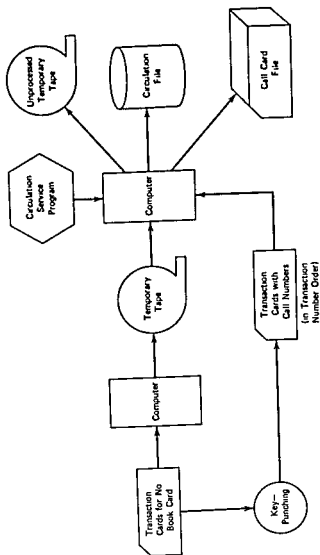 Transaction
Cards for No
Book Card
Key–
Punching
Computer
Temporary
Tape
Transaction
Cards with
Call Numbers
(in Transaction
Number Order)
Circulation
Service
Program
Computer
Unprocessed
Temporary
Tape
Circulation
File
Call Card
File